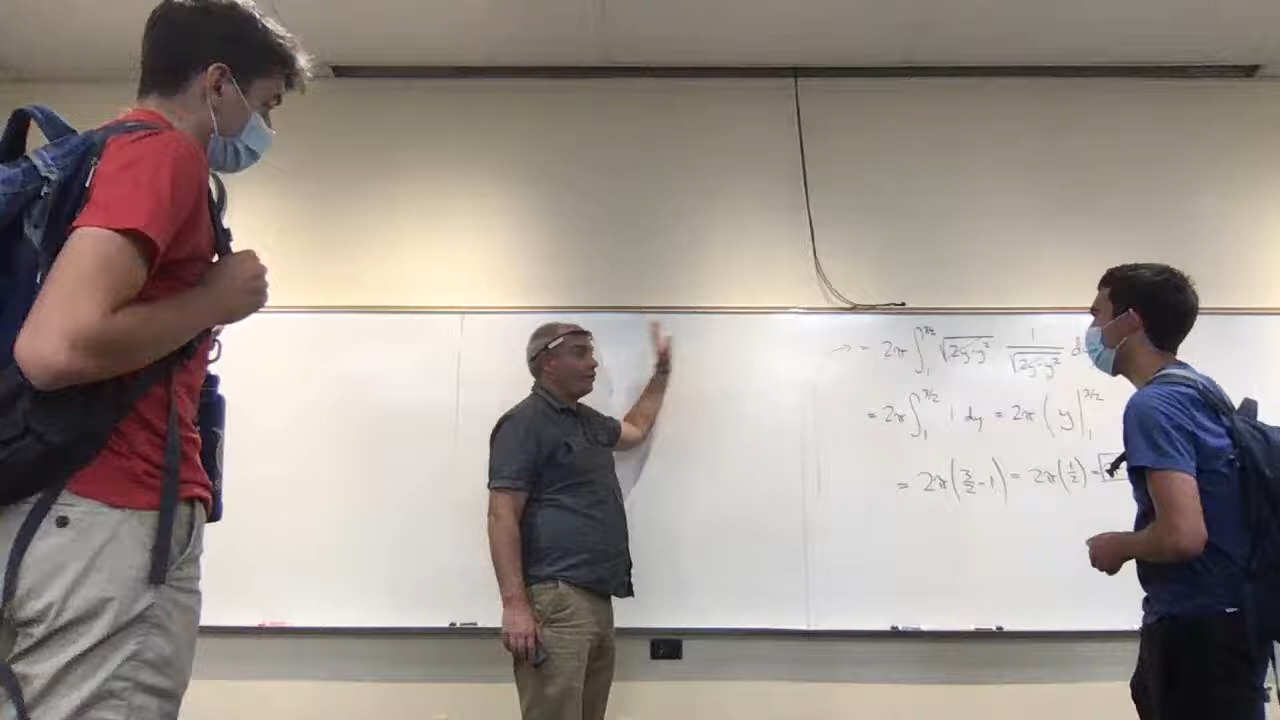 → = 2π ∫₁^{3/2} √(2y-y²) 1/√(2y-y²) d
= 2π ∫₁^{3/2} 1 dy = 2π ( y |₁^{3/2}
= 2π ( 3/2 - 1 ) = 2π ( 1/2 ) =